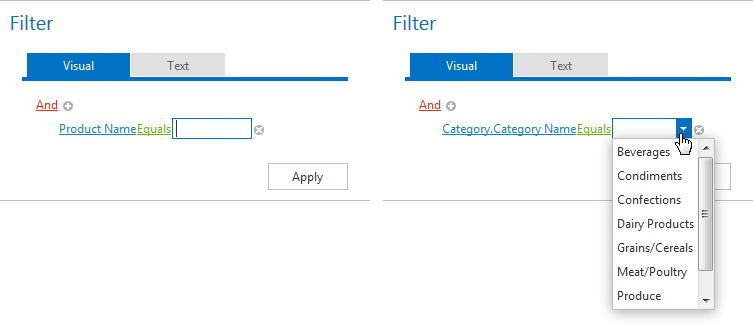 Filter
Visual Text
And
Product Name Equals
Apply
Filter
Visual Text
And
Category.Category Name Equals
Beverages
Condiments
Confections
Dairy Products
Grains/Cereals
Meat/Poultry
Produce